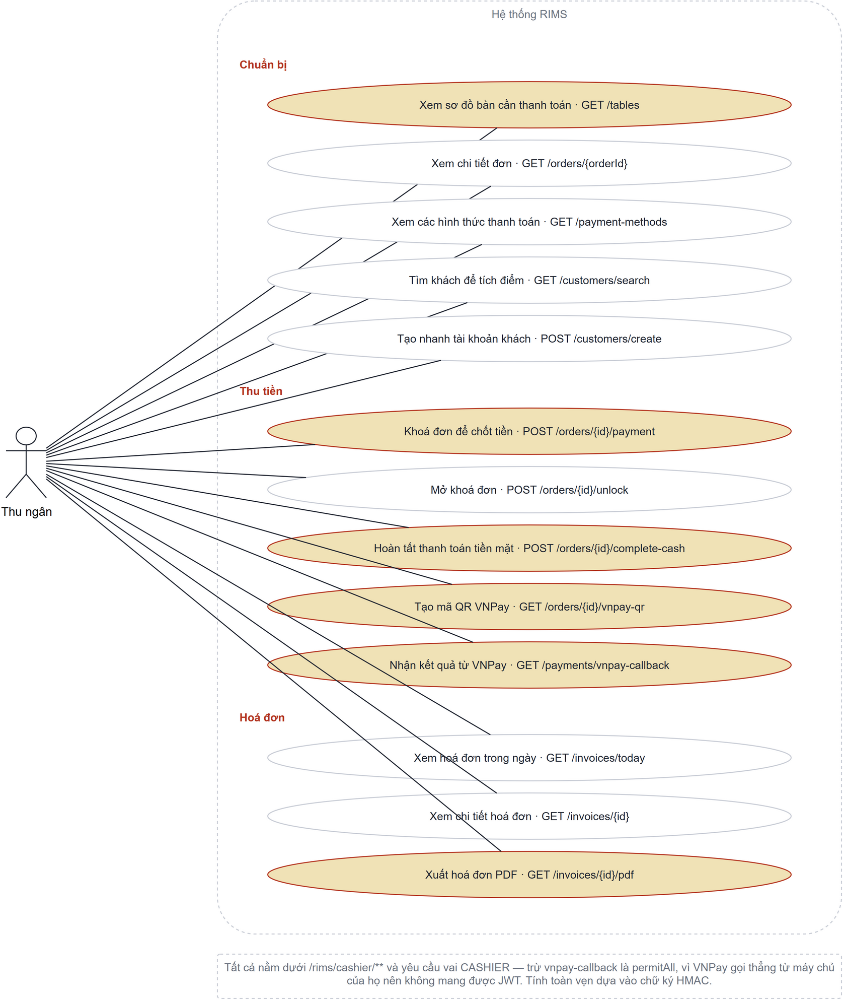 Hệ thống RIMS
Chuẩn bị
Xem sơ đồ bàn cần thanh toán · GET /tables
Xem chi tiết đơn · GET /orders/{orderId}
Xem các hình thức thanh toán · GET /payment-methods
Tìm khách để tích điểm · GET /customers/search
Tạo nhanh tài khoản khách · POST /customers/create
Thu tiền
Khoá đơn để chốt tiền · POST /orders/{id}/payment
Mở khoá đơn · POST /orders/{id}/unlock
Thu ngân
Hoàn tất thanh toán tiền mặt · POST /orders/{id}/complete-cash
Tạo mã QR VNPay · GET /orders/{id}/vnpay-qr
Nhận kết quả từ VNPay · GET /payments/vnpay-callback
Hoá đơn
Xem hoá đơn trong ngày · GET /invoices/today
Xem chi tiết hoá đơn · GET /invoices/{id}
Xuất hoá đơn PDF · GET /invoices/{id}/pdf
Tất cả nằm dưới /rims/cashier/** và yêu cầu vai CASHIER — trừ vnpay-callback là permitAll, vì VNPay gọi thẳng từ máy chủ
của họ nên không mang được JWT. Tính toàn vẹn dựa vào chữ ký HMAC.